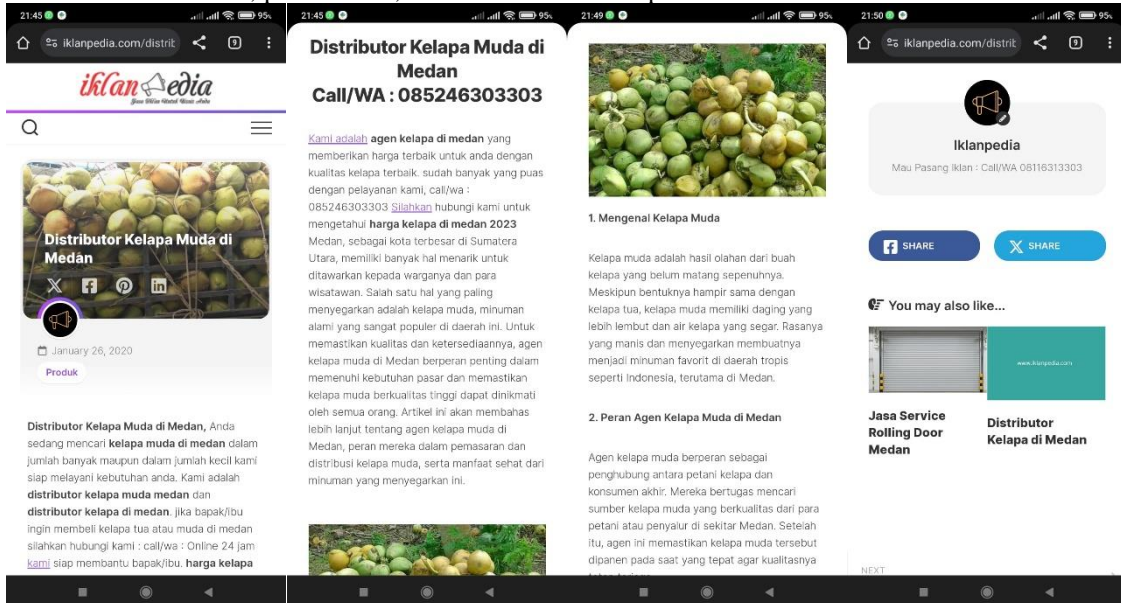 21:45
95%
iklanpedia.com/distrib
9
iklanpedia
Distributor Kelapa Muda di
Medan
January 26, 2020
Produk
Distributor Kelapa Muda di Medan, Anda
sedang mencari kelapa muda di medan dalam
jumlah banyak maupun dalam jumlah kecil kami
siap melayani kebutuhan anda. Kami adalah
distributor kelapa muda medan dan
distributor kelapa di medan. jika bapak/ibu
ingin membeli kelapa tua atau muda di medan
silahkan hubungi kami : call/wa : Online 24 jam
kami siap membantu bapak/ibu. harga kelapa
21:45
95%
Distributor Kelapa Muda di
Medan
Call/WA : 085246303303
Kami adalah agen kelapa di medan yang
memberikan harga terbaik untuk anda dengan
kualitas kelapa terbaik. sudah banyak yang puas
dengan pelayanan kami, call/wa :
085246303303 Silahkan hubungi kami untuk
mengetahui harga kelapa di medan 2023
Medan, sebagai kota terbesar di Sumatera
Utara, memiliki banyak hal menarik untuk
ditawarkan kepada warganya dan para
wisatawan. Salah satu hal yang paling
menyegarkan adalah kelapa muda, minuman
alami yang sangat populer di daerah ini. Untuk
memastikan kualitas dan ketersediaannya, agen
kelapa muda di Medan berperan penting dalam
memenuhi kebutuhan pasar dan memastikan
kelapa muda berkualitas tinggi dapat dinikmati
oleh semua orang. Artikel ini akan membahas
lebih lanjut tentang agen kelapa muda di
Medan, peran mereka dalam pemasaran dan
distribusi kelapa muda, serta manfaat sehat dari
minuman yang menyegarkan ini.
21:49
95%
1. Mengenal Kelapa Muda
Kelapa muda adalah hasil olahan dari buah
kelapa yang belum matang sepenuhnya.
Meskipun bentuknya hampir sama dengan
kelapa tua, kelapa muda memiliki daging yang
lebih lembut dan air kelapa yang segar. Rasanya
yang manis dan menyegarkan membuatnya
menjadi minuman favorit di daerah tropis
seperti Indonesia, terutama di Medan.
2. Peran Agen Kelapa Muda di Medan
Agen kelapa muda berperan sebagai
penghubung antara petani kelapa dan
konsumen akhir. Mereka bertugas mencari
sumber kelapa muda yang berkualitas dari para
petani atau penyalur di sekitar Medan. Setelah
itu, agen ini memastikan kelapa muda tersebut
dipanen pada saat yang tepat agar kualitasnya
21:50
95%
iklanpedia.com/distrib
9
Iklanpedia
Mau Pasang Iklan : Call/WA 08116313303
SHARE
SHARE
You may also like...
www.iklanpedia.com
Jasa Service
Rolling Door
Medan
Distributor
Kelapa di Medan
NEXT